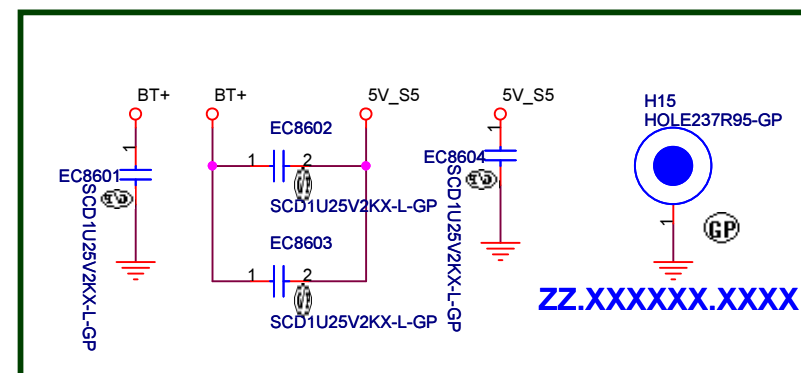 BT+
BT+
5V_S5
5V_S5
H15
HOLE237R95-GP
1
EC8601
SCD1U25V2KX-L-GP
EC8602
1 2
SCD1U25V2KX-L-GP
EC8603
1 2
SCD1U25V2KX-L-GP
1
EC8604
SCD1U25V2KX-L-GP
1
GP
ZZ.XXXXXX.XXXX